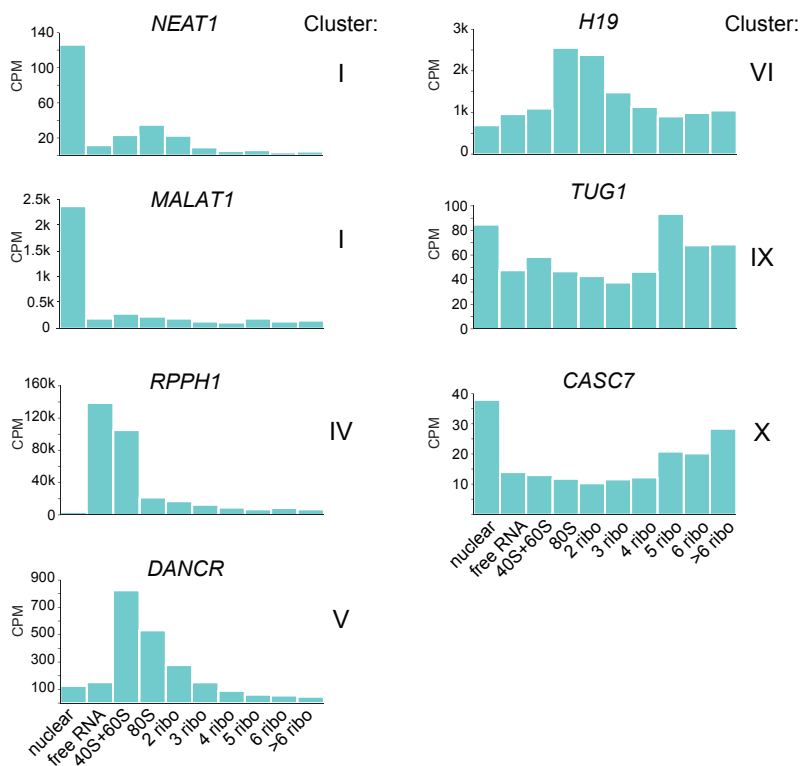 NEAT1 Cluster:
CPM
140
100
60
20
I
MALAT1
CPM
2.5k
2k
1.5k
1k
0.5k
0
I
RPPH1
CPM
160k
120k
80k
40k
0
IV
DANCR
CPM
900
700
500
300
100
V
nuclear
free RNA
40S+60S
80S
2 ribo
3 ribo
4 ribo
5 ribo
6 ribo
>6 ribo
H19 Cluster:
CPM
3k
2k
1k
0
VI
TUG1
CPM
100
80
60
40
20
0
IX
CASC7
CPM
40
30
20
10
X
nuclear
free RNA
40S+60S
80S
2 ribo
3 ribo
4 ribo
5 ribo
6 ribo
>6 ribo